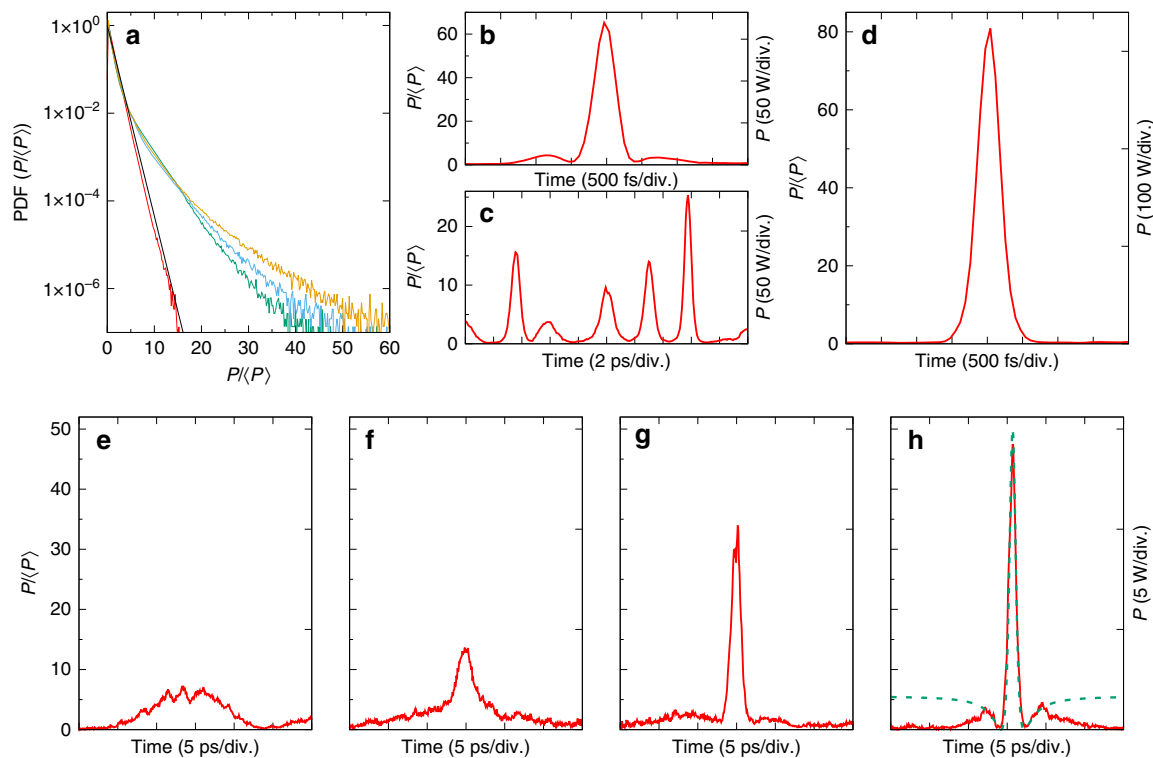 a
1×10⁰
1×10⁻²
1×10⁻⁴
1×10⁻⁶
PDF (P/⟨P⟩)
0 10 20 30 40 50 60
P/⟨P⟩
b
60
40
20
0
P/⟨P⟩
P (50 W/div.)
Time (500 fs/div.)
c
20
10
0
P/⟨P⟩
P (50 W/div.)
Time (2 ps/div.)
d
80
60
40
20
0
P/⟨P⟩
P (100 W/div.)
Time (500 fs/div.)
e
50
40
30
20
10
0
P/⟨P⟩
Time (5 ps/div.)
f
Time (5 ps/div.)
g
Time (5 ps/div.)
h
P (5 W/div.)
Time (5 ps/div.)